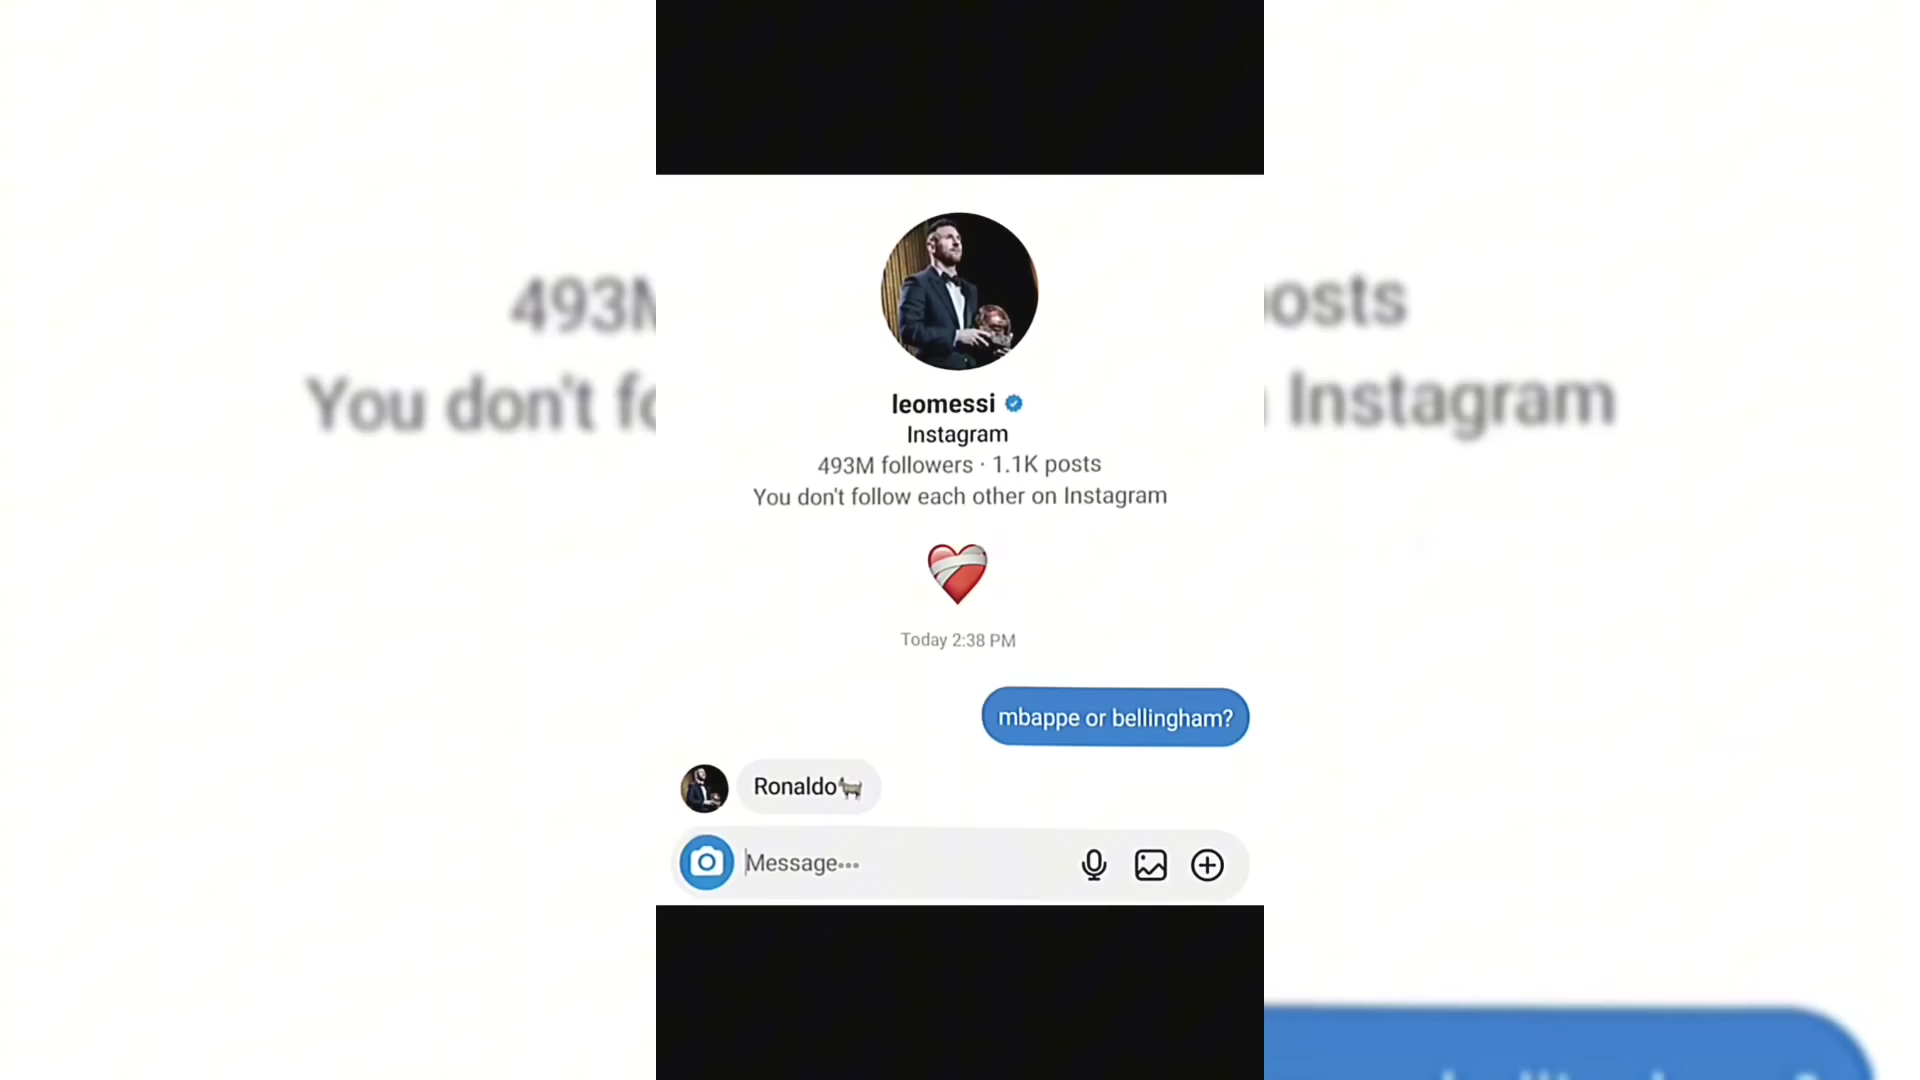 493M
posts
You don't fo
Instagram
leomessi
Instagram
493M followers · 1.1K posts
You don't follow each other on Instagram
Today 2:38 PM
mbappe or bellingham?
Ronaldo🐐
Message...